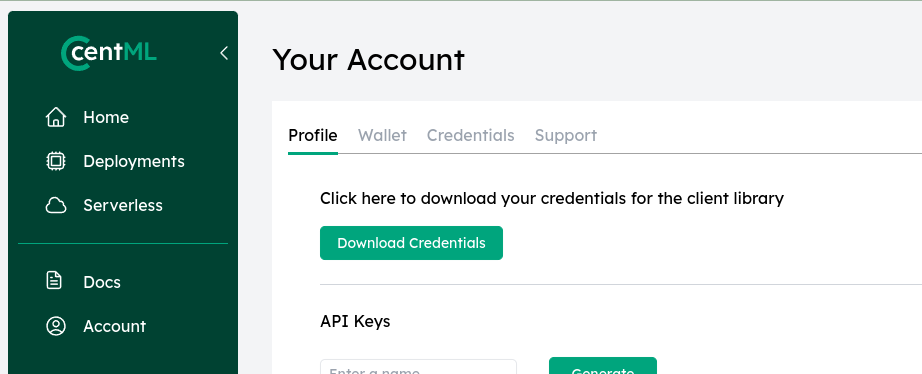 centML
Home
Deployments
Serverless
Docs
Account
Your Account
Profile Wallet Credentials Support
Click here to download your credentials for the client library
Download Credentials
API Keys
Enter a name
Generate